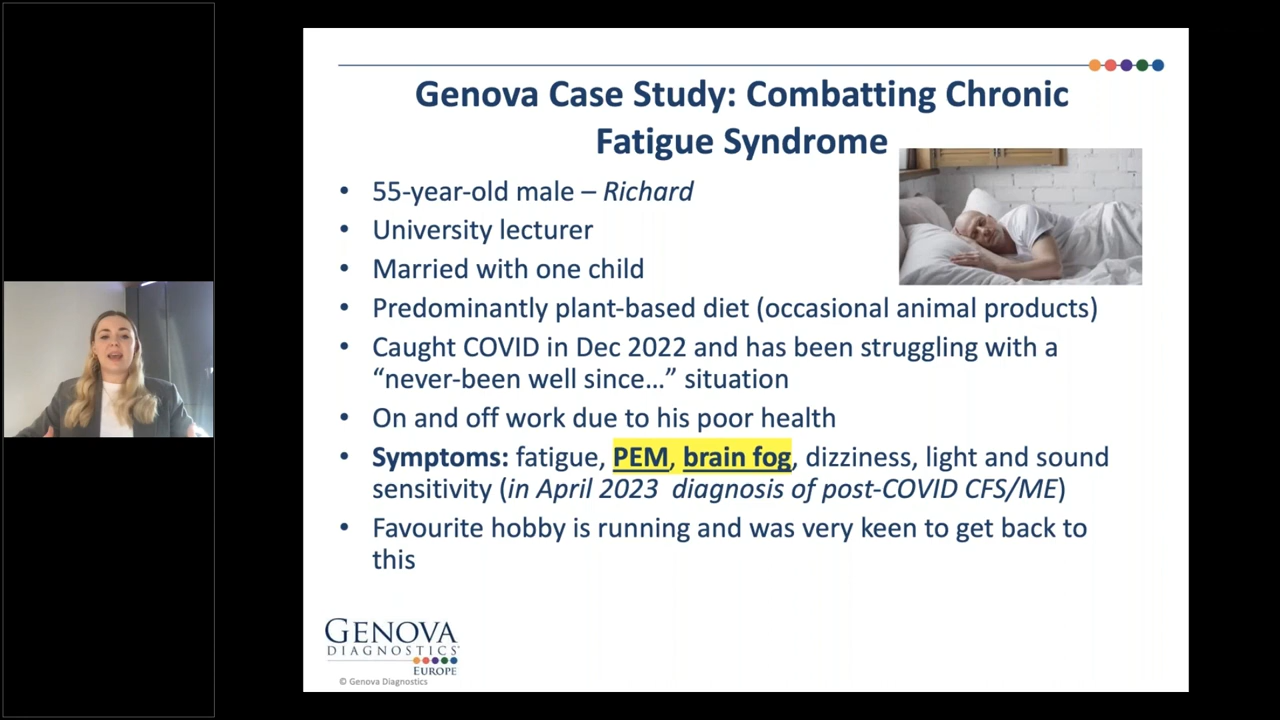 Genova Case Study: Combatting Chronic
Fatigue Syndrome
• 55-year-old male – Richard
• University lecturer
• Married with one child
• Predominantly plant-based diet (occasional animal products)
• Caught COVID in Dec 2022 and has been struggling with a
“never-been well since…” situation
• On and off work due to his poor health
• Symptoms: fatigue, PEM, brain fog, dizziness, light and sound
sensitivity (in April 2023 diagnosis of post-COVID CFS/ME)
• Favourite hobby is running and was very keen to get back to
this
GENOVA
DIAGNOSTICS
EUROPE
© Genova Diagnostics